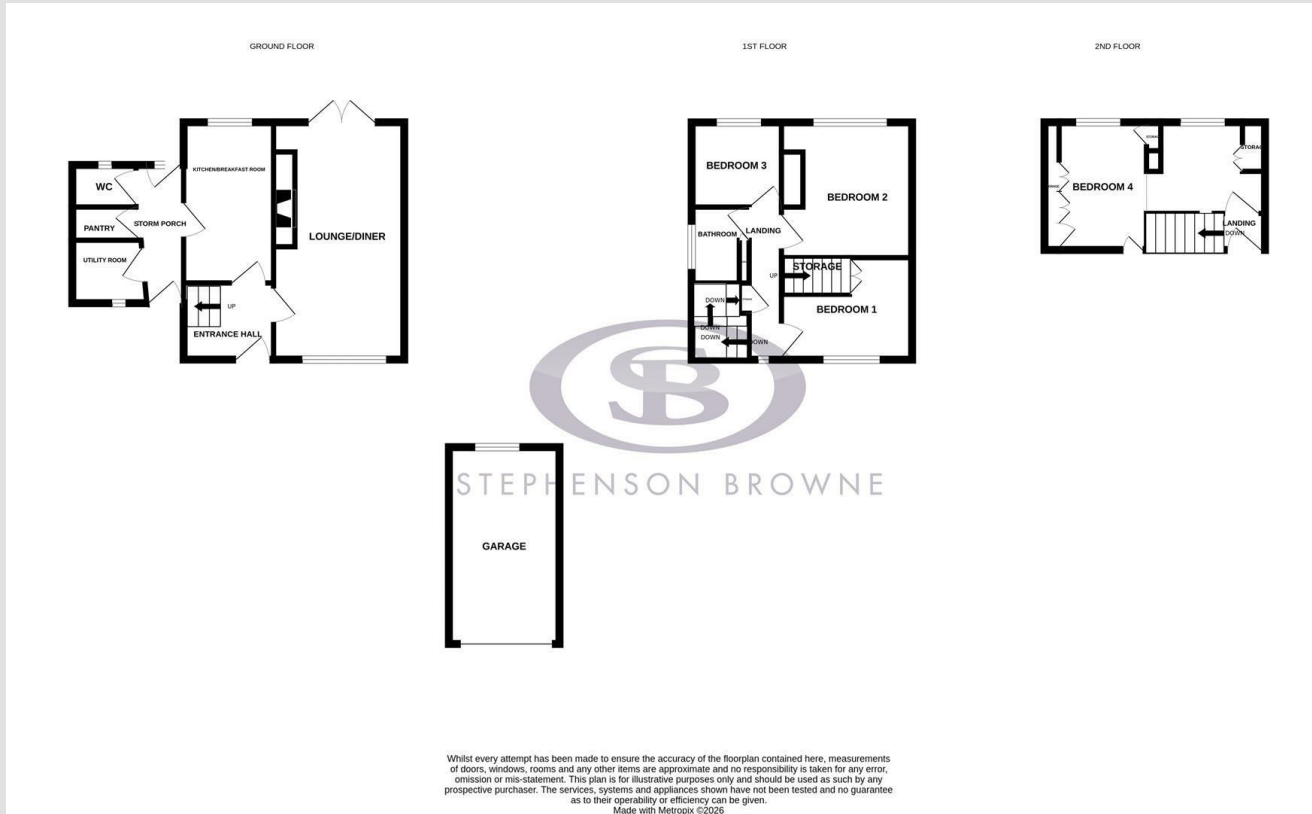 GROUND FLOOR
1ST FLOOR
2ND FLOOR
KITCHEN/BREAKFAST ROOM
WC
STORM PORCH
PANTRY
UTILITY ROOM
LOUNGE/DINER
UP
ENTRANCE HALL
BEDROOM 3
BEDROOM 2
BATHROOM
LANDING
UP
STORAGE
BEDROOM 1
DOWN
DOWN
DOWN
DOWN
STORAGE
BEDROOM 4
LANDING
DOWN
SB
STEPHENSON BROWNE
GARAGE
Whilst every attempt has been made to ensure the accuracy of the floorplan contained here, measurements
of doors, windows, rooms and any other items are approximate and no responsibility is taken for any error,
omission or mis-statement. This plan is for illustrative purposes only and should be used as such by any
prospective purchaser. The services, systems and appliances shown have not been tested and no guarantee
as to their operability or efficiency can be given.
Made with Metropix ©2026